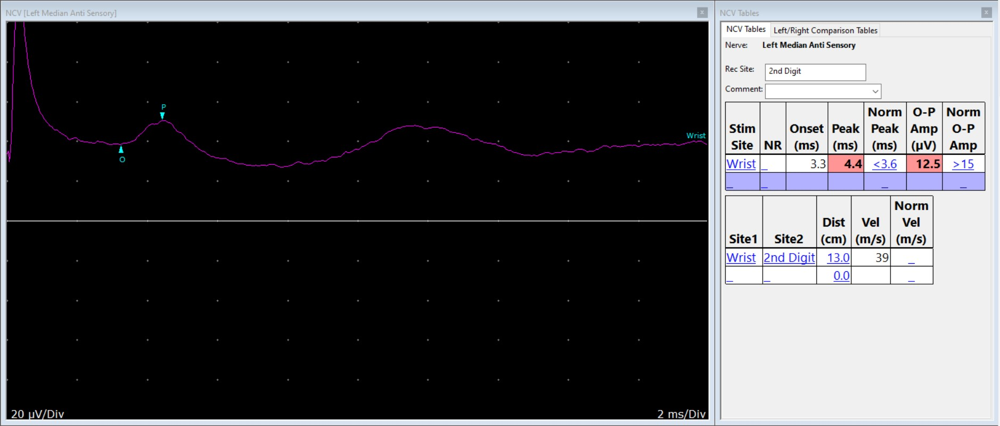 NCV [Left Median Anti Sensory]
P
O
Wrist
20 µV/Div
2 ms/Div
NCV Tables
NCV Tables
Left/Right Comparison Tables
Nerve: Left Median Anti Sensory
Rec Site: 2nd Digit
Comment:
Stim Site NR Onset (ms) Peak (ms) Norm Peak (ms) O-P Amp (µV) Norm O-P Amp
Wrist _ 3.3 4.4 <3.6 12.5 >15
_ _ _ _
Site1 Site2 Dist (cm) Vel (m/s) Norm Vel (m/s)
Wrist 2nd Digit 13.0 39 _
_ _ 0.0 _